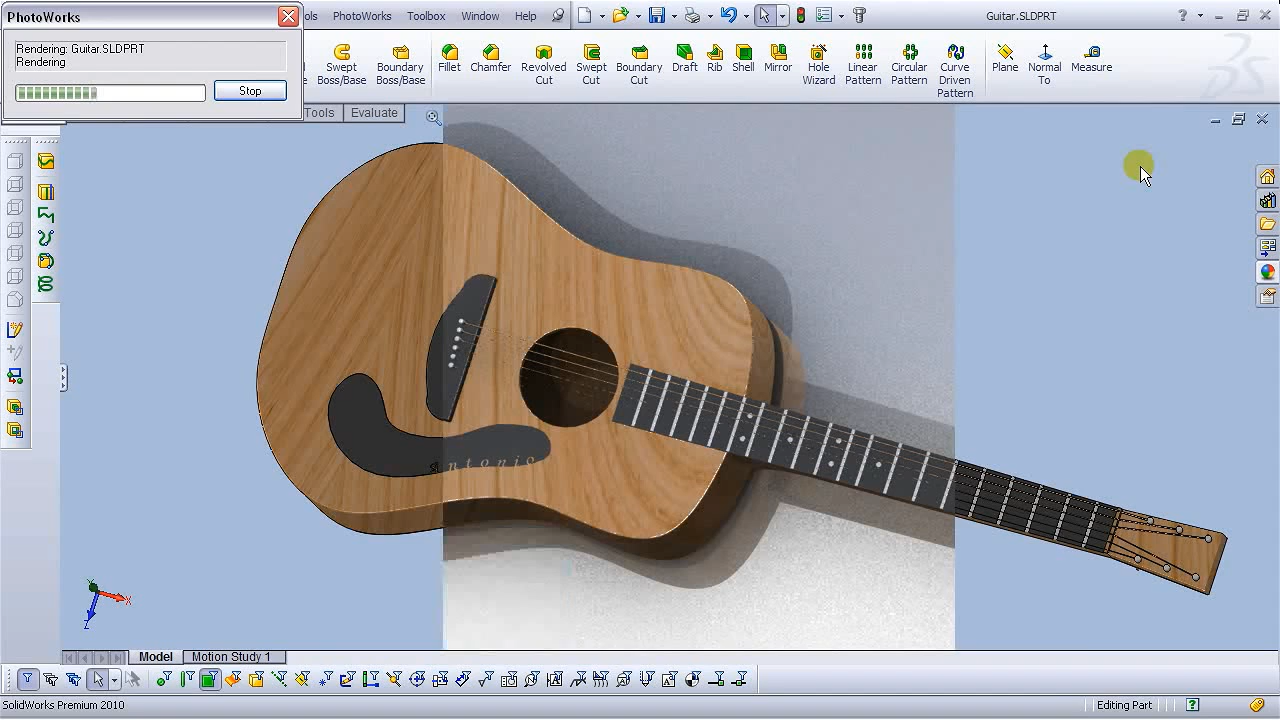 PhotoWorks
Rendering: Guitar.SLDPRT
Rendering
Stop
ols PhotoWorks Toolbox Window Help
Guitar.SLDPRT
Swept Boss/Base
Boundary Boss/Base
Fillet
Chamfer
Revolved Cut
Swept Cut
Boundary Cut
Draft
Rib
Shell
Mirror
Hole Wizard
Linear Pattern
Circular Pattern
Curve Driven Pattern
Plane
Normal To
Measure
Tools Evaluate
Antonio
Y
X
Z
Model Motion Study 1
SolidWorks Premium 2010
Editing Part